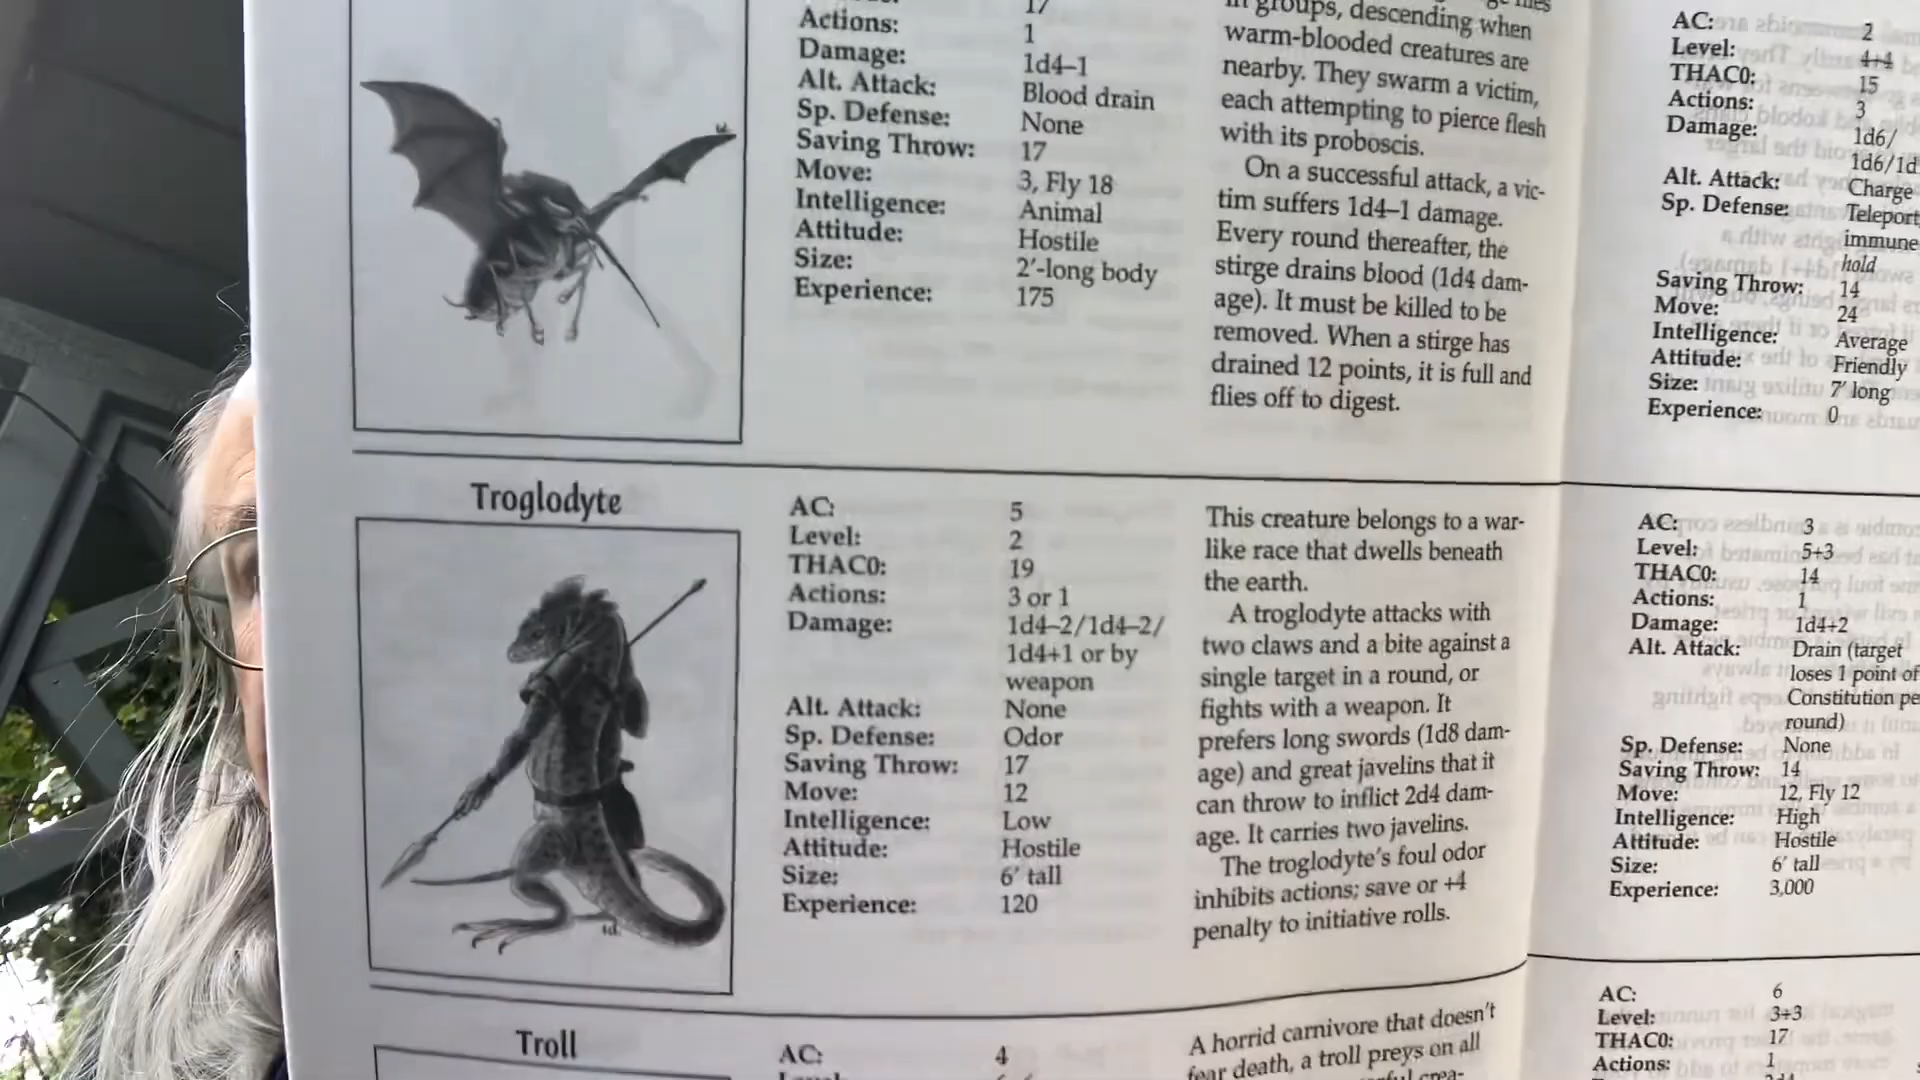 17
Actions: 1
Damage: 1d4–1
Alt. Attack: Blood drain
Sp. Defense: None
Saving Throw: 17
Move: 3, Fly 18
Intelligence: Animal
Attitude: Hostile
Size: 2′-long body
Experience: 175
in groups, descending when
warm-blooded creatures are
nearby. They swarm a victim,
each attempting to pierce flesh
with its proboscis.
On a successful attack, a vic-
tim suffers 1d4–1 damage.
Every round thereafter, the
stirge drains blood (1d4 dam-
age). It must be killed to be
removed. When a stirge has
drained 12 points, it is full and
flies off to digest.
Troglodyte
AC: 5
Level: 2
THAC0: 19
Actions: 3 or 1
Damage: 1d4–2/1d4–2/
1d4+1 or by
weapon
Alt. Attack: None
Sp. Defense: Odor
Saving Throw: 17
Move: 12
Intelligence: Low
Attitude: Hostile
Size: 6′ tall
Experience: 120
This creature belongs to a war-
like race that dwells beneath
the earth.
A troglodyte attacks with
two claws and a bite against a
single target in a round, or
fights with a weapon. It
prefers long swords (1d8 dam-
age) and great javelins that it
can throw to inflict 2d4 dam-
age. It carries two javelins.
The troglodyte's foul odor
inhibits actions; save or +4
penalty to initiative rolls.
Troll
AC: 4
A horrid carnivore that doesn't
fear death, a troll preys on all
AC: 2
Level: 4+4
THAC0: 15
Actions: 3
Damage: 1d6/
1d6/1d
Alt. Attack: Charge
Sp. Defense: Teleport,
immune
hold
Saving Throw: 14
Move: 24
Intelligence: Average
Attitude: Friendly
Size: 7′ long
Experience: 0
AC: 3
Level: 5+3
THAC0: 14
Actions: 1
Damage: 1d4+2
Alt. Attack: Drain (target
loses 1 point of
Constitution pe
round)
Sp. Defense: None
Saving Throw: 14
Move: 12, Fly 12
Intelligence: High
Attitude: Hostile
Size: 6′ tall
Experience: 3,000
AC: 6
Level: 3+3
THAC0: 17
Actions: 1